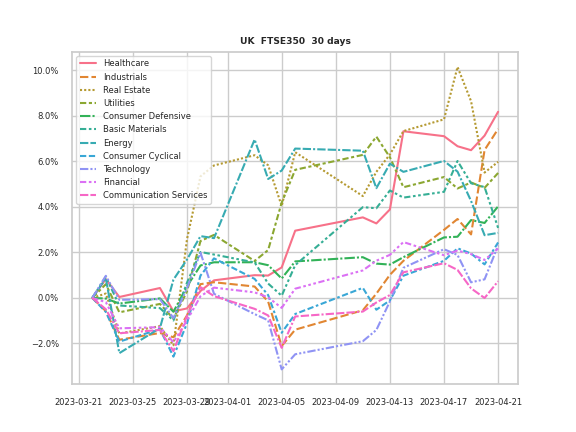 UK  FTSE350  30 days
10.0%
8.0%
6.0%
4.0%
2.0%
0.0%
−2.0%
Healthcare
Industrials
Real Estate
Utilities
Consumer Defensive
Basic Materials
Energy
Consumer Cyclical
Technology
Financial
Communication Services
2023-03-21 2023-03-25 2023-03-29 2023-04-01 2023-04-05 2023-04-09 2023-04-13 2023-04-17 2023-04-21